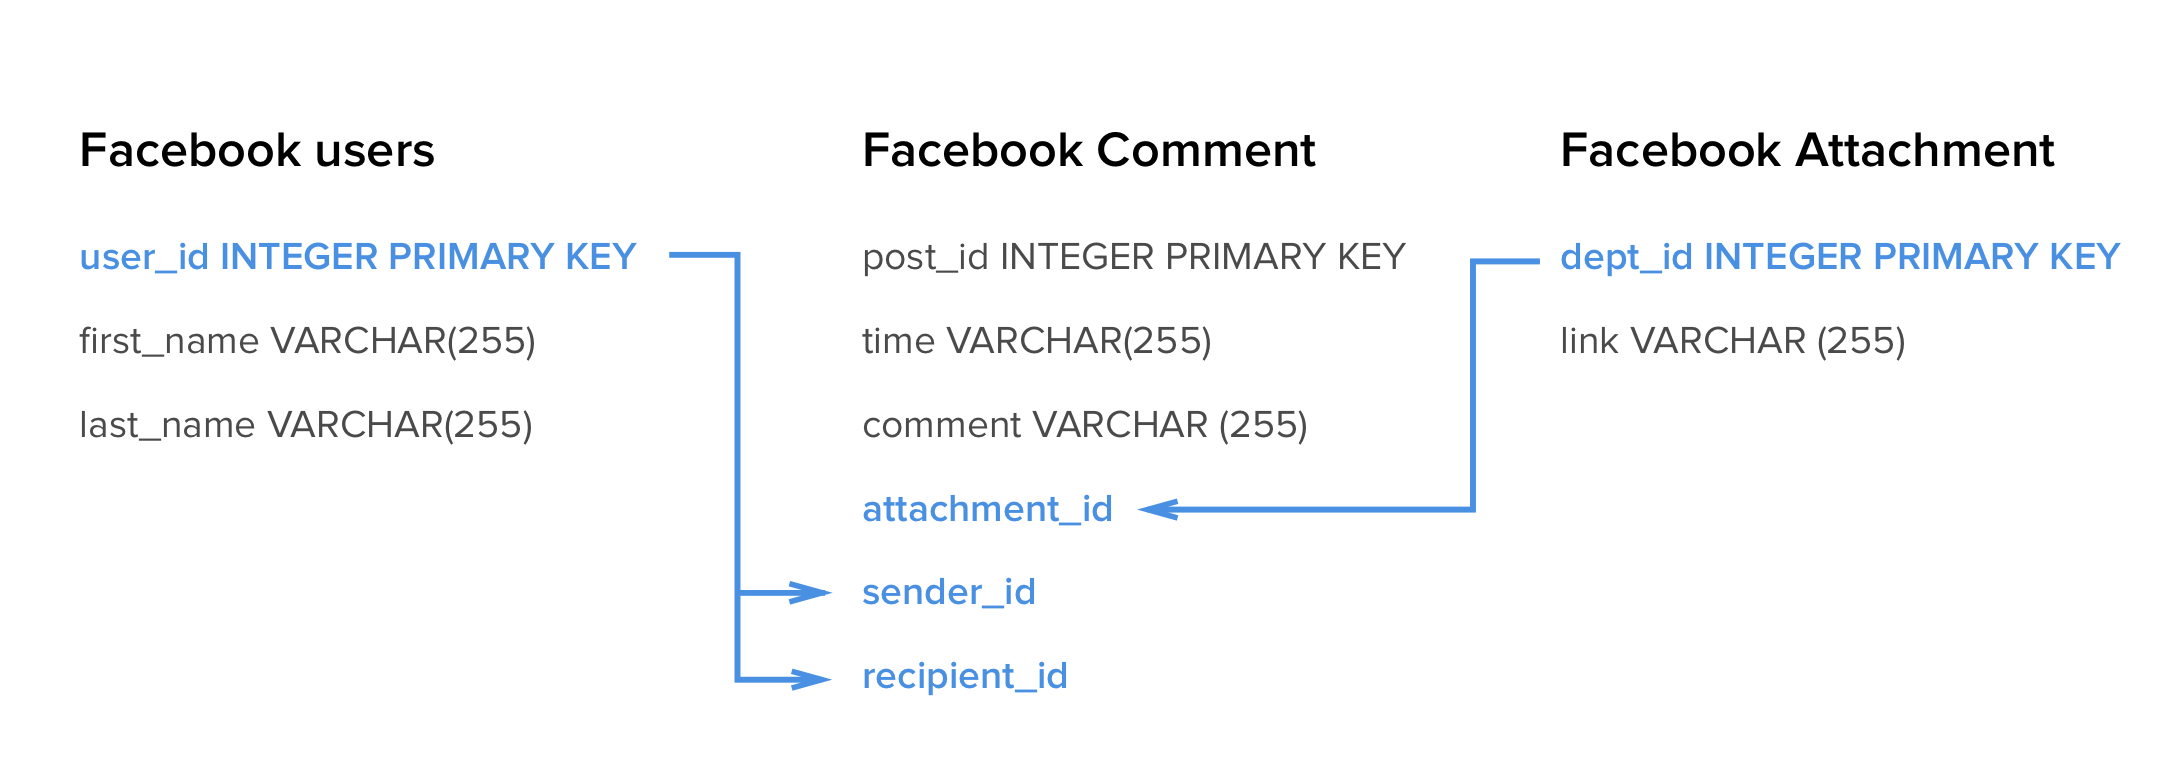 Facebook users
user_id INTEGER PRIMARY KEY
first_name VARCHAR(255)
last_name VARCHAR(255)
Facebook Comment
post_id INTEGER PRIMARY KEY
time VARCHAR(255)
comment VARCHAR (255)
attachment_id
sender_id
recipient_id
Facebook Attachment
dept_id INTEGER PRIMARY KEY
link VARCHAR (255)